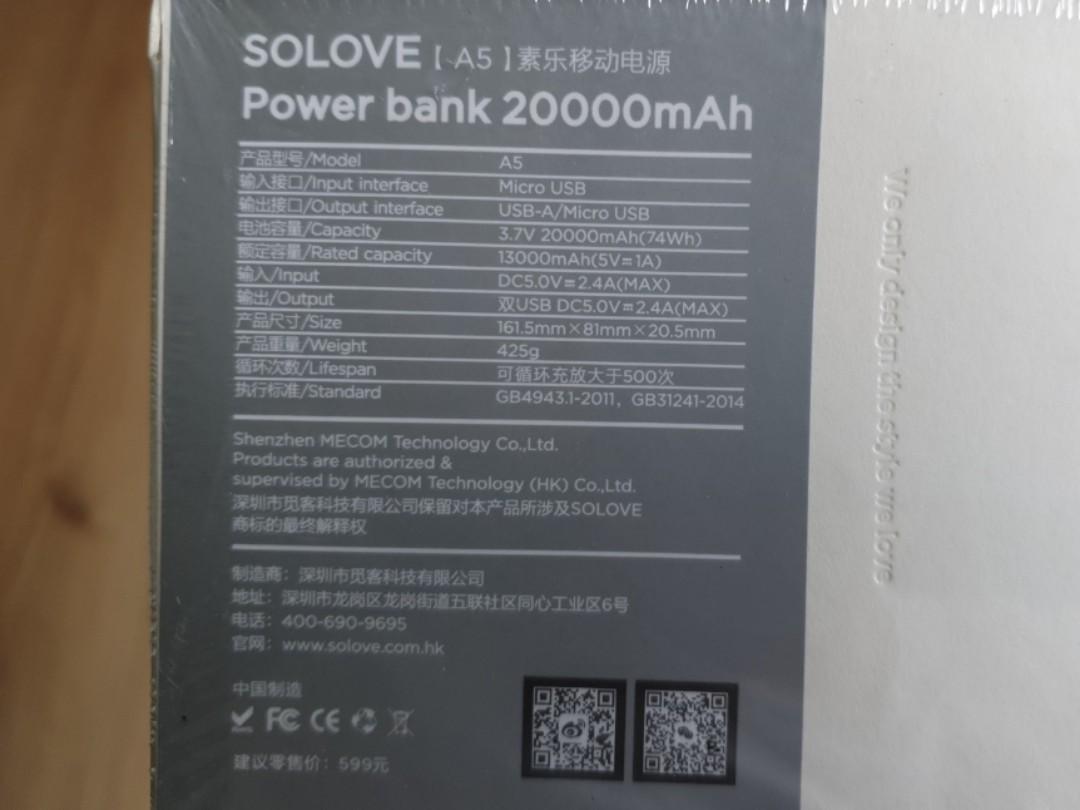 SOLOVE【A5】素乐移动电源
Power bank 20000mAh
产品型号/Model A5
输入接口/Input interface Micro USB
输出接口/Output interface USB-A/Micro USB
电池容量/Capacity 3.7V 20000mAh(74Wh)
额定容量/Rated capacity 13000mAh(5V⎓1A)
输入/Input DC5.0V⎓2.4A(MAX)
输出/Output 双USB DC5.0V⎓2.4A(MAX)
产品尺寸/Size 161.5mm×81mm×20.5mm
产品重量/Weight 425g
循环次数/Lifespan 可循环充放大于500次
执行标准/Standard GB4943.1-2011，GB31241-2014
Shenzhen MECOM Technology Co.,Ltd.
Products are authorized &
supervised by MECOM Technology (HK) Co.,Ltd.
深圳市觅客科技有限公司保留对本产品所涉及SOLOVE
商标的最终解释权
制造商：深圳市觅客科技有限公司
地址：深圳市龙岗区龙岗街道五联社区同心工业区6号
电话：400-690-9695
官网：www.solove.com.hk
中国制造
FC CE
建议零售价：599元
We only design the style we love